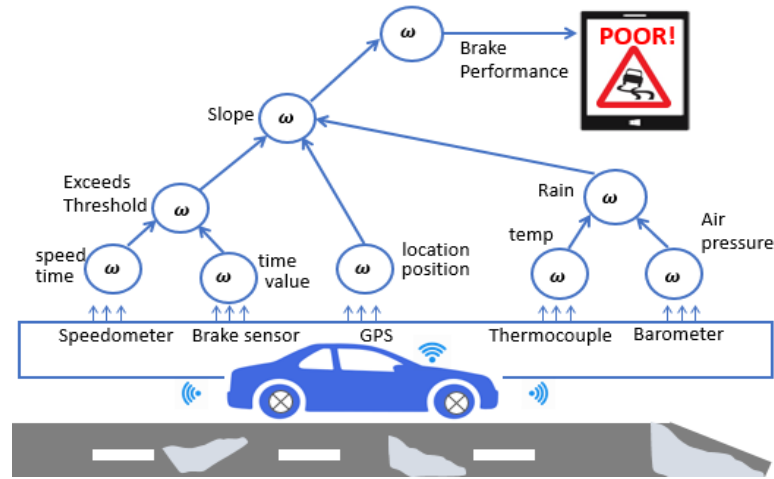 POOR!
ω
Brake
Performance
Slope
ω
Exceeds
Threshold
ω
Rain
ω
speed
time
ω
ω
time
value
ω
location
position
temp
ω
Air
pressure
ω
Speedometer
Brake sensor
GPS
Thermocouple
Barometer